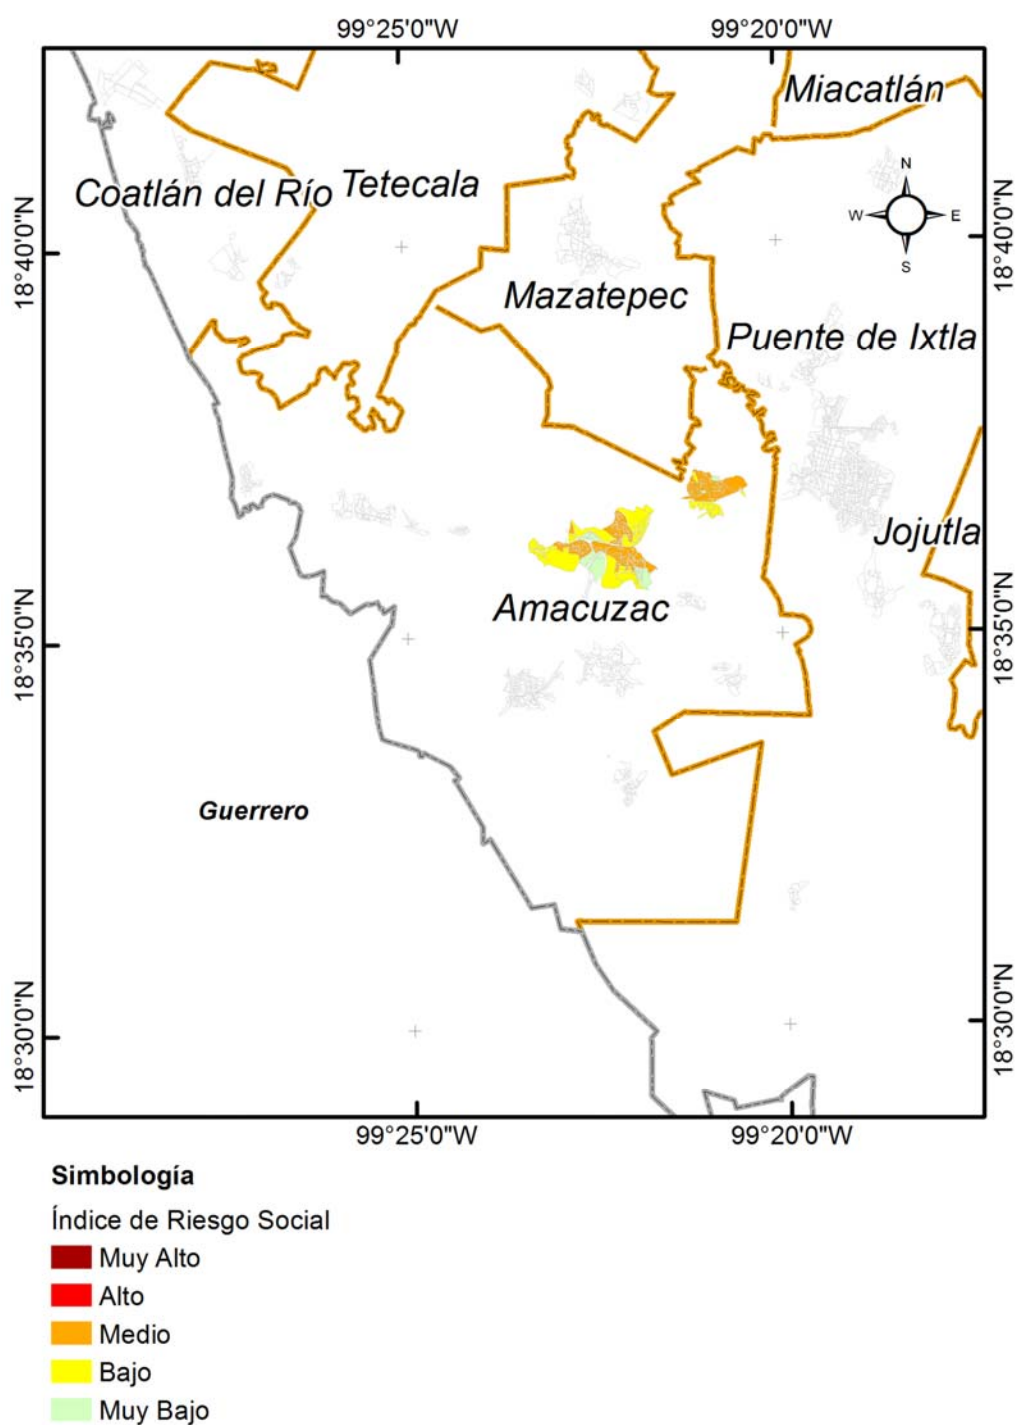 99°25'0"W 99°20'0"W
Miacatlán
N
Coatlán del Río Tetecala
W E
S
18°40'0"N 18°40'0"N
Mazatepec
Puente de Ixtla
Jojutla
Amacuzac
18°35'0"N 18°35'0"N
Guerrero
18°30'0"N 18°30'0"N
99°25'0"W 99°20'0"W
Simbología
Índice de Riesgo Social
Muy Alto
Alto
Medio
Bajo
Muy Bajo